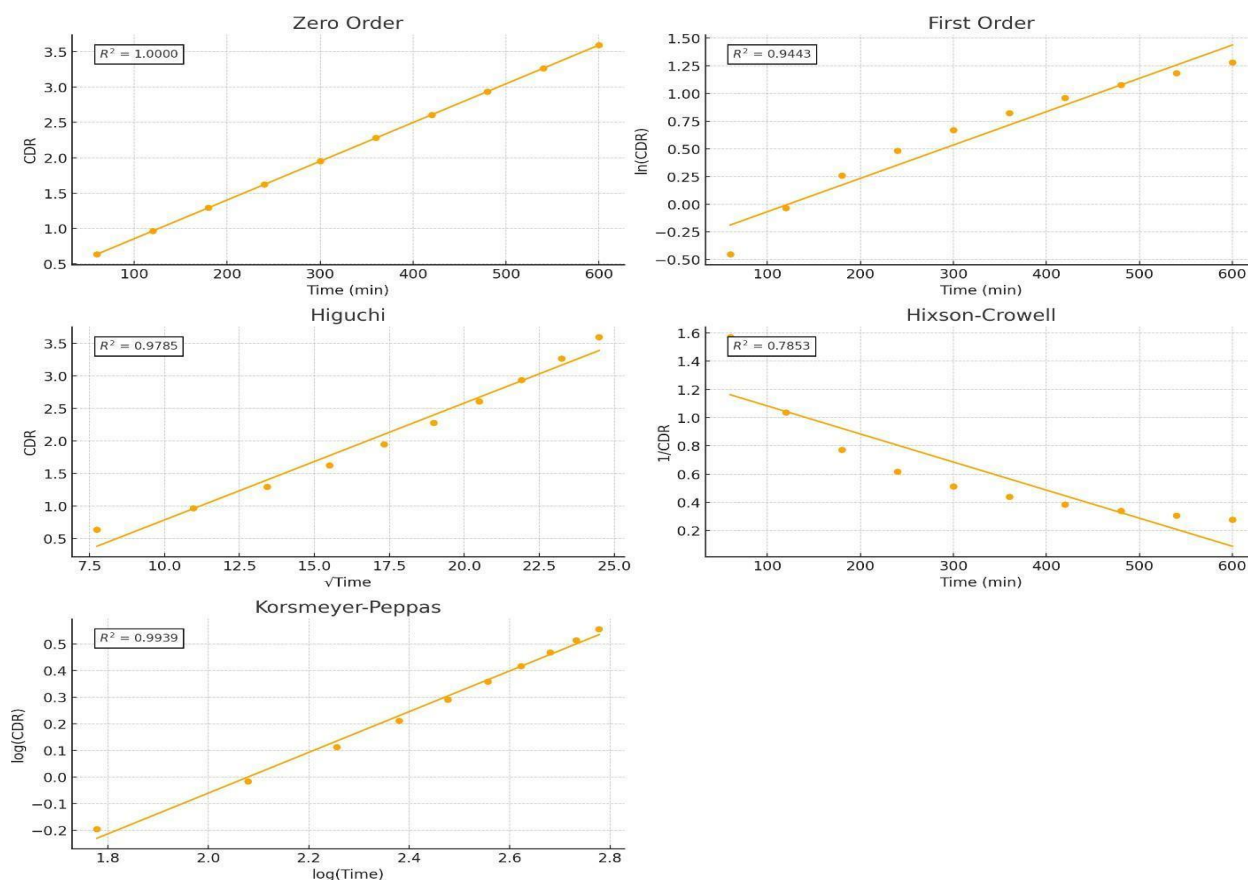 Zero Order
R² = 1.0000
CDR
3.5
3.0
2.5
2.0
1.5
1.0
0.5
100 200 300 400 500 600
Time (min)
First Order
R² = 0.9443
ln(CDR)
1.50
1.25
1.00
0.75
0.50
0.25
0.00
−0.25
−0.50
100 200 300 400 500 600
Time (min)
Higuchi
R² = 0.9785
CDR
3.5
3.0
2.5
2.0
1.5
1.0
0.5
7.5 10.0 12.5 15.0 17.5 20.0 22.5 25.0
√Time
Hixson-Crowell
R² = 0.7853
1/CDR
1.6
1.4
1.2
1.0
0.8
0.6
0.4
0.2
100 200 300 400 500 600
Time (min)
Korsmeyer-Peppas
R² = 0.9939
log(CDR)
0.5
0.4
0.3
0.2
0.1
0.0
−0.1
−0.2
1.8 2.0 2.2 2.4 2.6 2.8
log(Time)